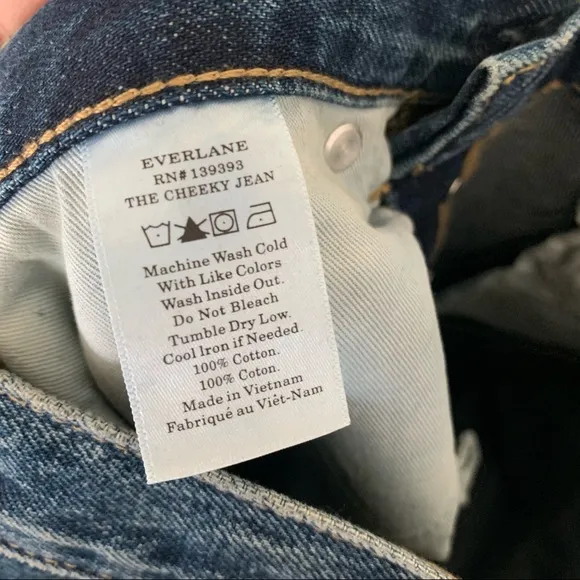 EVERLANE
RN# 139393
THE CHEEKY JEAN
Machine Wash Cold
With Like Colors
Wash Inside Out.
Do Not Bleach
Tumble Dry Low.
Cool Iron if Needed.
100% Cotton.
100% Coton.
Made in Vietnam
Fabriqué au Viêt-Nam